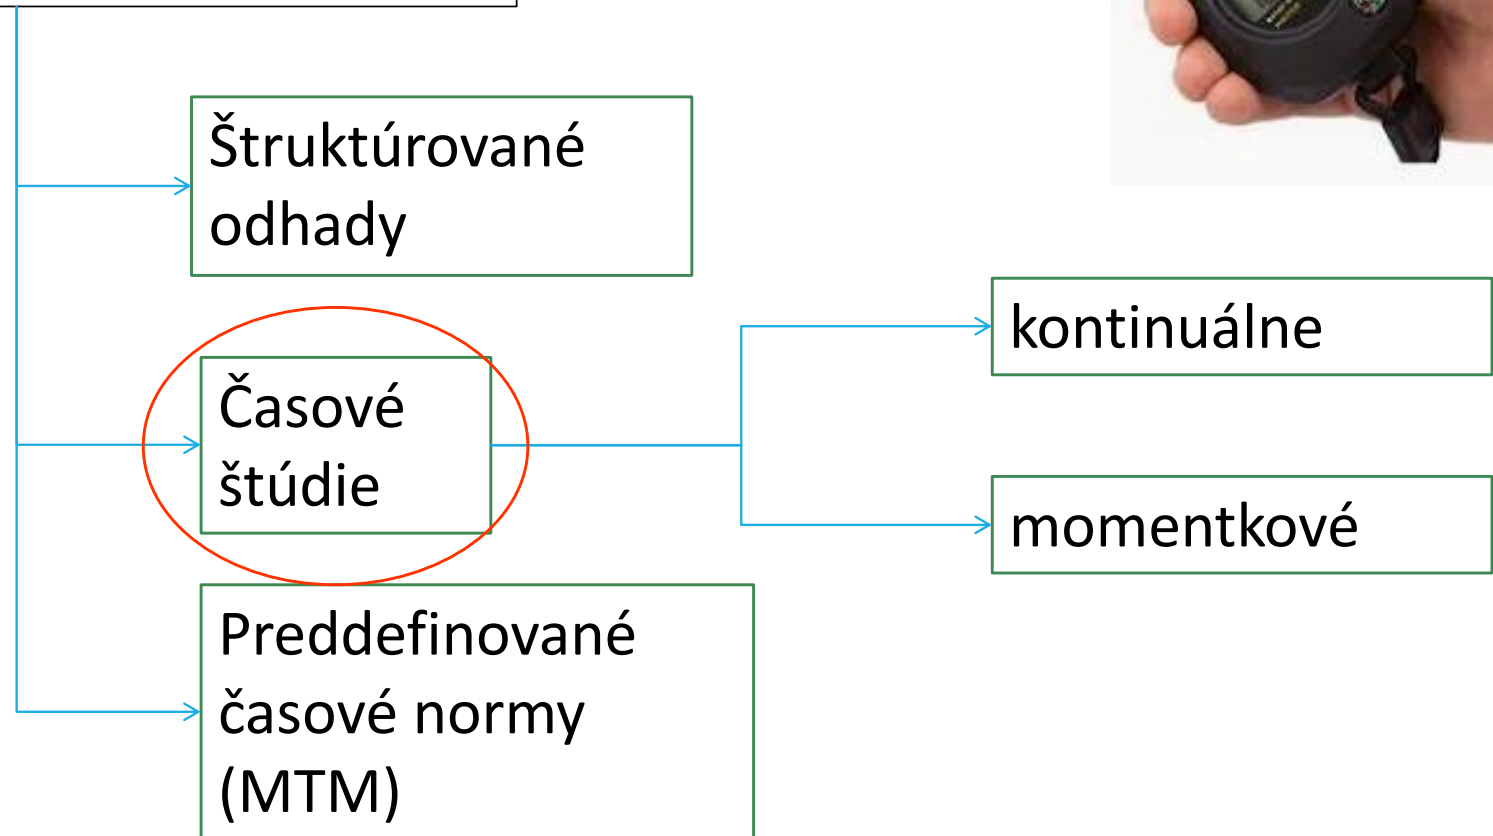 Štruktúrované
odhady
kontinuálne
Časové
štúdie
momentkové
Preddefinované
časové normy
(MTM)